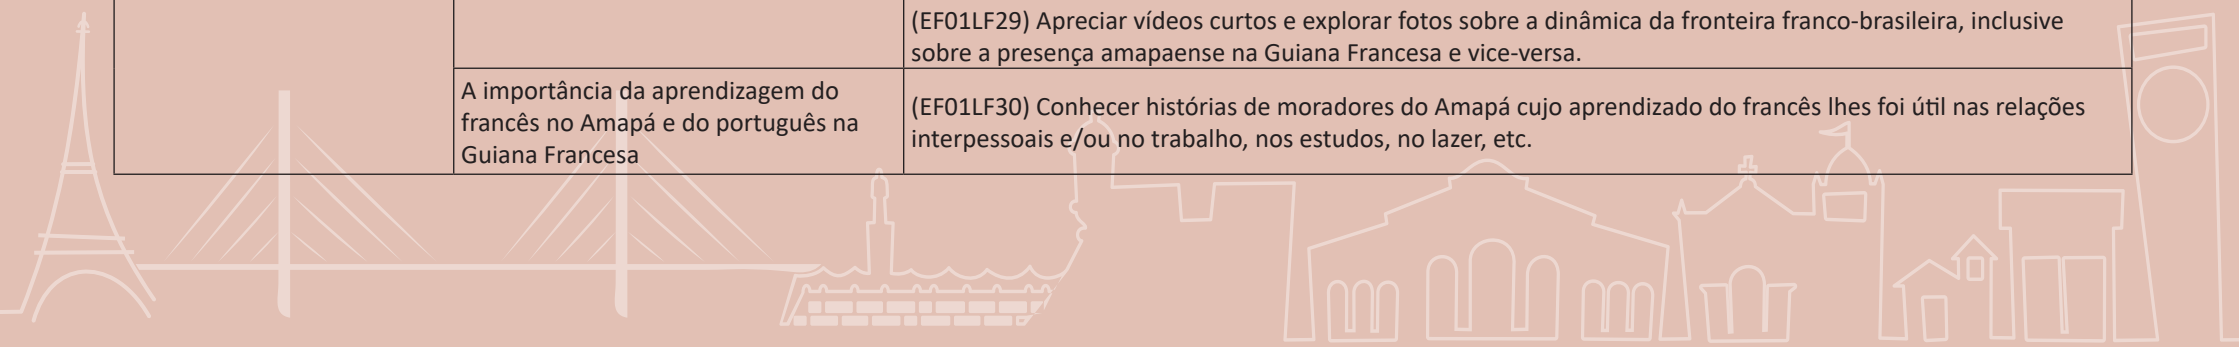 (EF01LF29) Apreciar vídeos curtos e explorar fotos sobre a dinâmica da fronteira franco-brasileira, inclusive
sobre a presença amapaense na Guiana Francesa e vice-versa.
A importância da aprendizagem do
francês no Amapá e do português na
Guiana Francesa
(EF01LF30) Conhecer histórias de moradores do Amapá cujo aprendizado do francês lhes foi útil nas relações
interpessoais e/ou no trabalho, nos estudos, no lazer, etc.